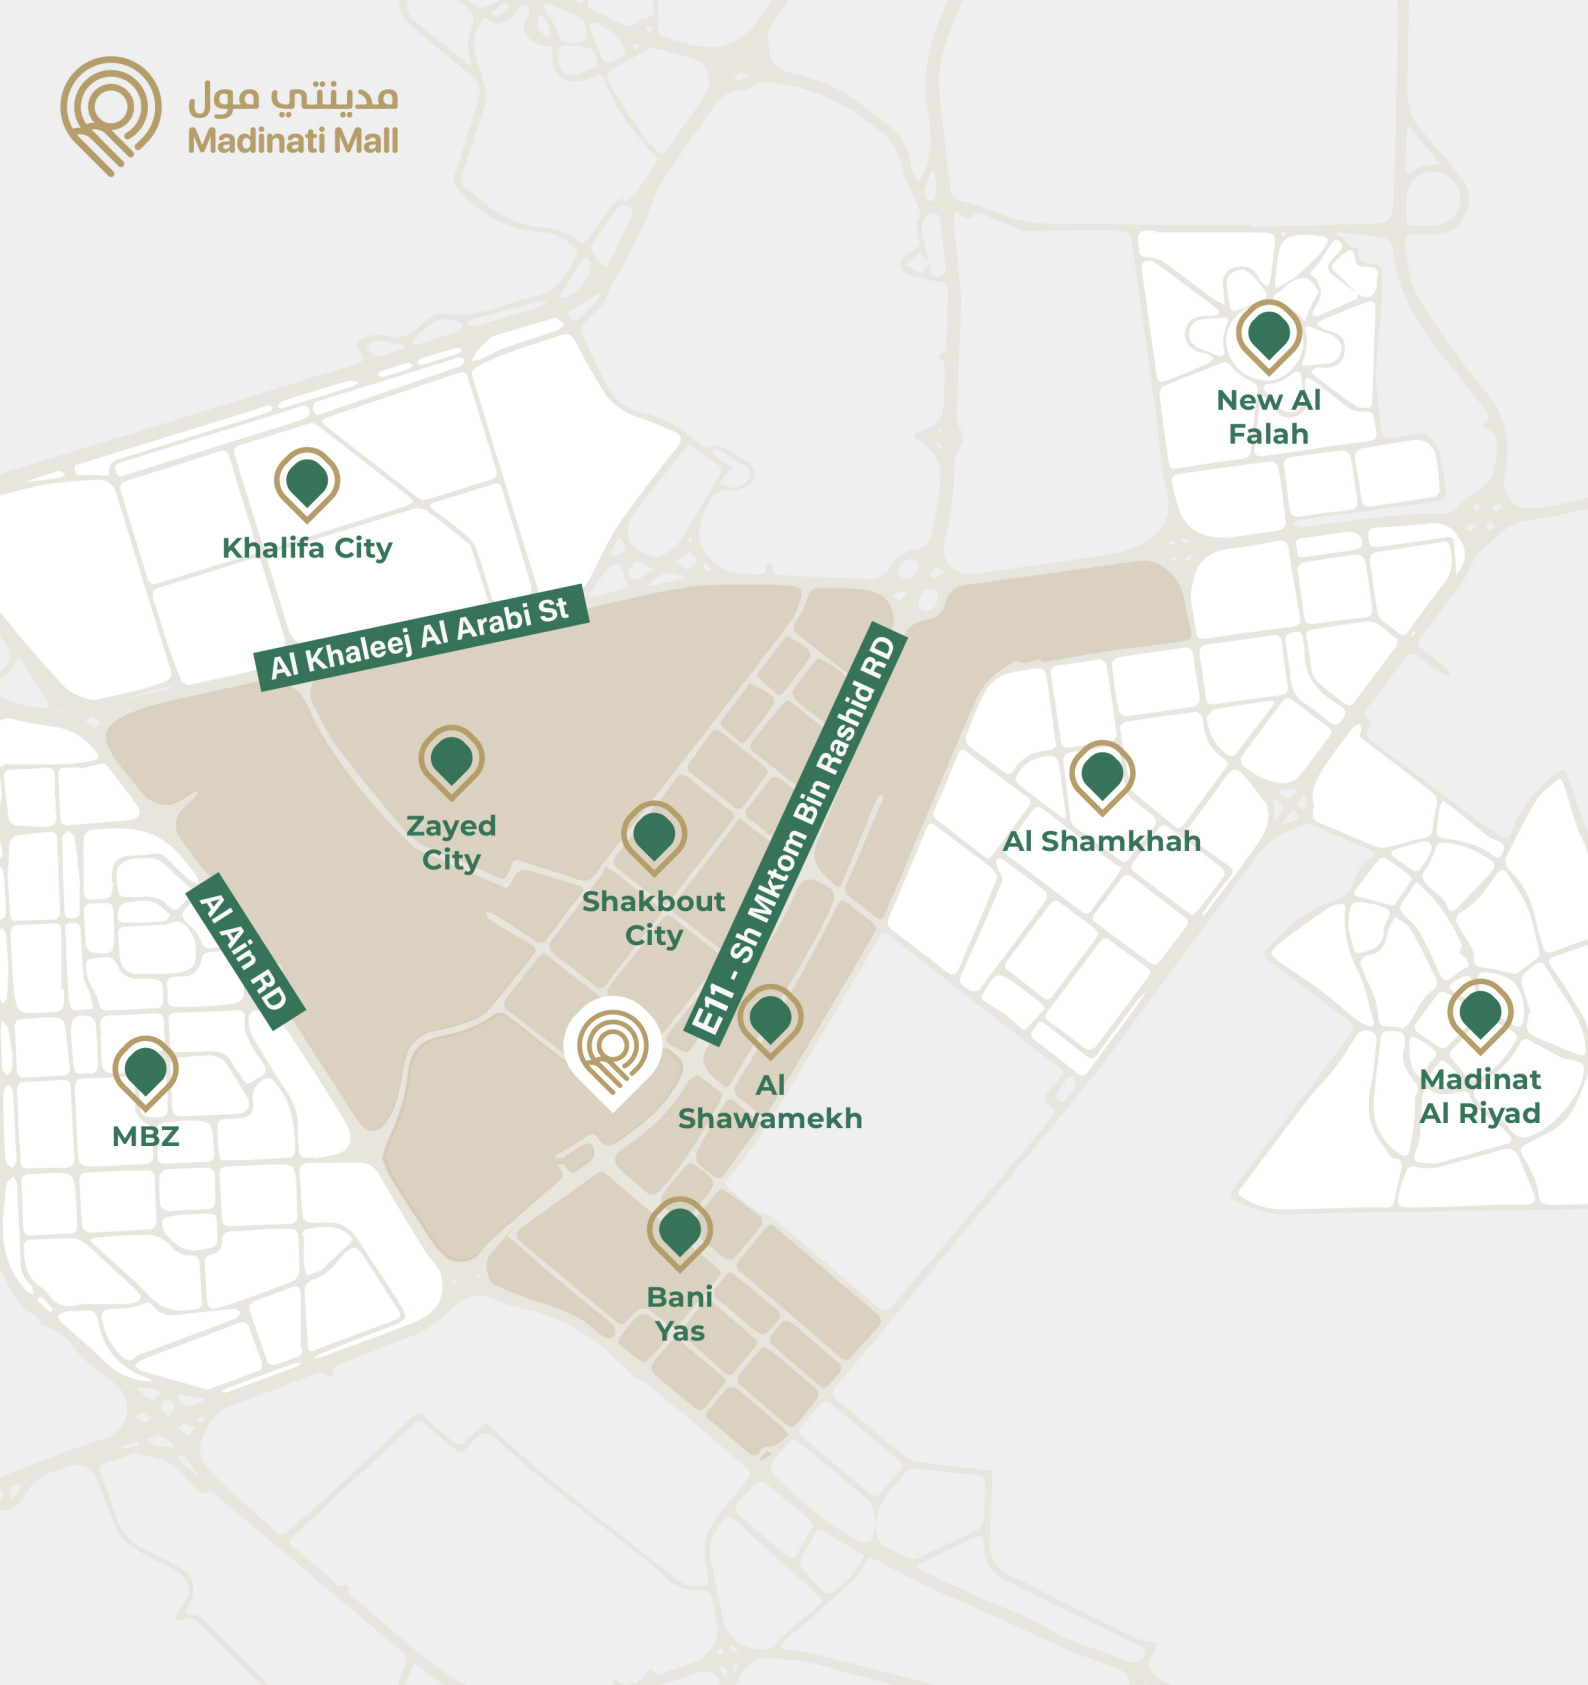 مدينتي مول
Madinati Mall
New Al
Falah
Khalifa City
Al Khaleej Al Arabi St
E11 - Sh Mktom Bin Rashid RD
Zayed
City
Shakbout
City
Al Shamkhah
Al Ain RD
Al
Shawamekh
Madinat
Al Riyad
MBZ
Bani
Yas